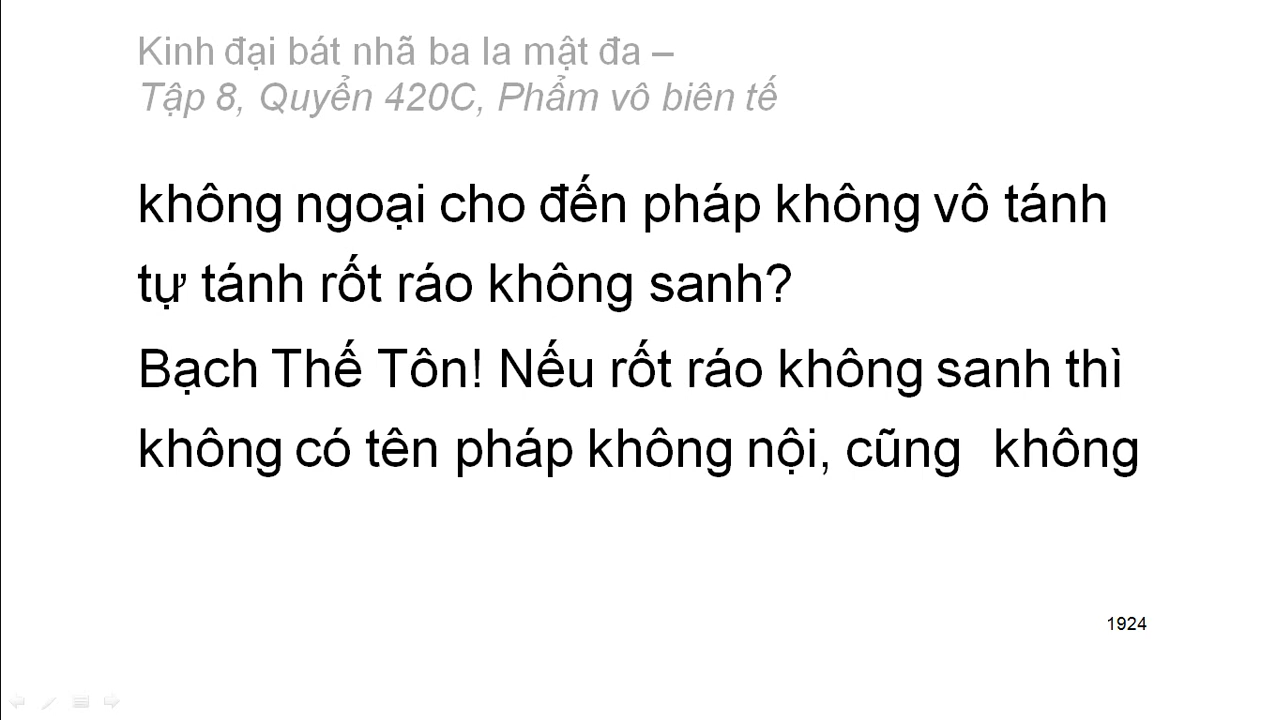 Kinh đại bát nhã ba la mật đa –
Tập 8, Quyển 420C, Phẩm vô biên tế
không ngoại cho đến pháp không vô tánh
tự tánh rốt ráo không sanh?
Bạch Thế Tôn! Nếu rốt ráo không sanh thì
không có tên pháp không nội, cũng không
1924